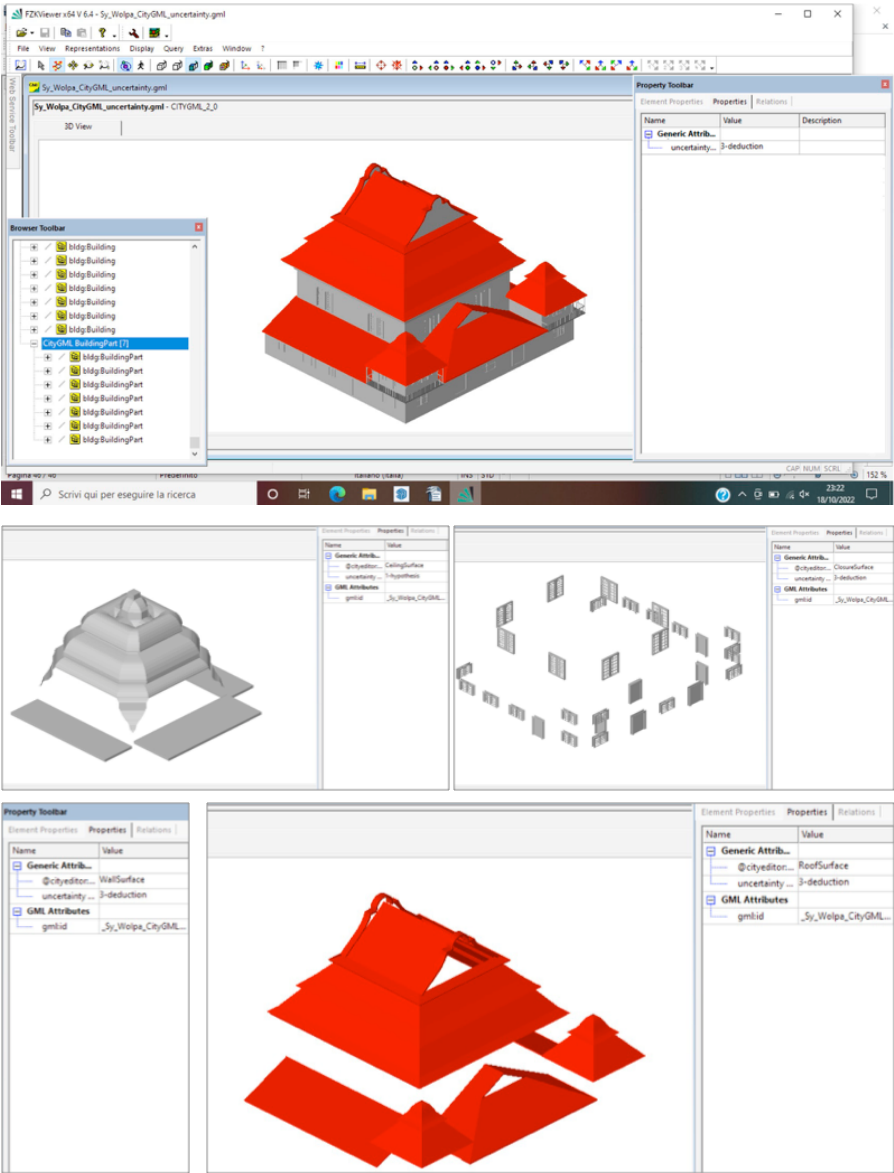 FZKViewer x64 V 6.4 - Sy_Wolpa_CityGML_uncertainty.gml
File View Representations Display Query Extras Window ?
Web Service Toolbar
Sy_Wolpa_CityGML_uncertainty.gml
Sy_Wolpa_CityGML_uncertainty.gml - CITYGML_2_0
3D View
Property Toolbar
Element Properties Properties Relations
Name Value Description
Generic Attrib...
uncertainty... 3-deduction
Browser Toolbar
bldg:Building
bldg:Building
bldg:Building
bldg:Building
bldg:Building
bldg:Building
bldg:Building
CityGML BuildingPart [7]
bldg:BuildingPart
bldg:BuildingPart
bldg:BuildingPart
bldg:BuildingPart
bldg:BuildingPart
bldg:BuildingPart
bldg:BuildingPart
CAP NUM SCRL
Predefinito Italiano (Italia) INS STD 152 %
Scrivi qui per eseguire la ricerca
23:22
18/10/2022
Element Properties Properties Relations
Name Value
Generic Attrib...
@cityeditor:... CeilingSurface
uncertainty ... 1-hypothesis
GML Attributes
gml:id _Sy_Wolpa_CityGML...
Element Properties Properties Relations
Name Value
Generic Attrib...
@cityeditor:... ClosureSurface
uncertainty ... 3-deduction
GML Attributes
gml:id _Sy_Wolpa_CityGML...
Property Toolbar
Element Properties Properties Relations
Name Value
Generic Attrib...
@cityeditor:... WallSurface
uncertainty ... 3-deduction
GML Attributes
gml:id _Sy_Wolpa_CityGML...
Element Properties Properties Relations
Name Value
Generic Attrib...
@cityeditor:... RoofSurface
uncertainty ... 3-deduction
GML Attributes
gml:id _Sy_Wolpa_CityGML...